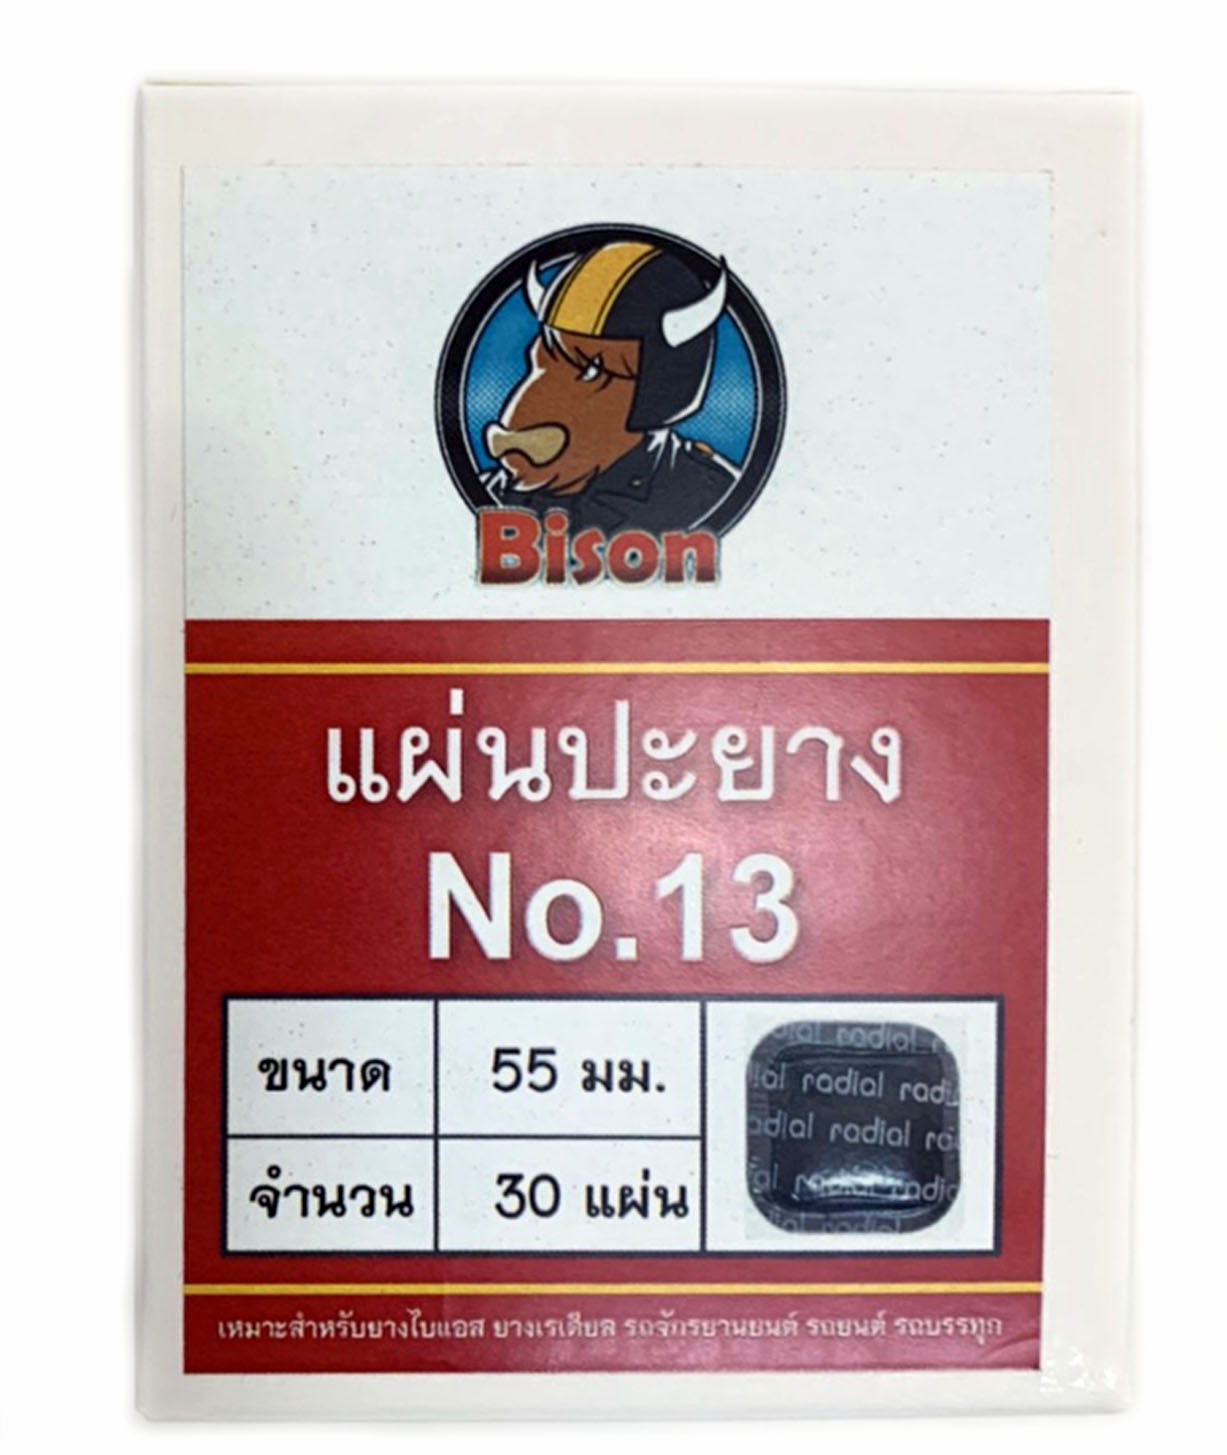 Bison
แผ่นปะยาง
No.13
ขนาด 55 มม.
จำนวน 30 แผ่น
radial
radial
radial radial
radial
เหมาะสำหรับยางไบแอส ยางเรเดียล รถจักรยานยนต์ รถยนต์ รถบรรทุก